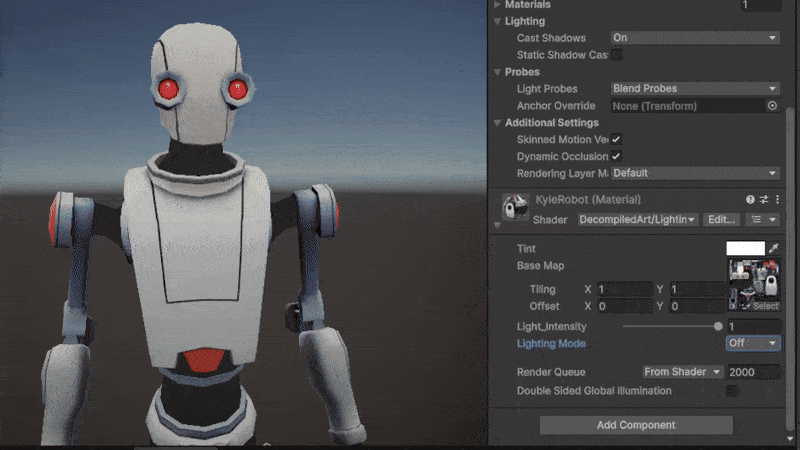 Materials 1
Lighting
Cast Shadows On
Static Shadow Cas
Probes
Light Probes Blend Probes
Anchor Override None (Transform)
Additional Settings
Skinned Motion Ve
Dynamic Occlusion
Rendering Layer M Default
KyleRobot (Material)
Shader DecompiledArt/Lightin Edit...
Tint
Base Map
Tiling X 1 Y 1
Offset X 0 Y 0 Select
Light_Intensity 1
Lighting Mode Off
Render Queue From Shader 2000
Double Sided Global Illumination
Add Component